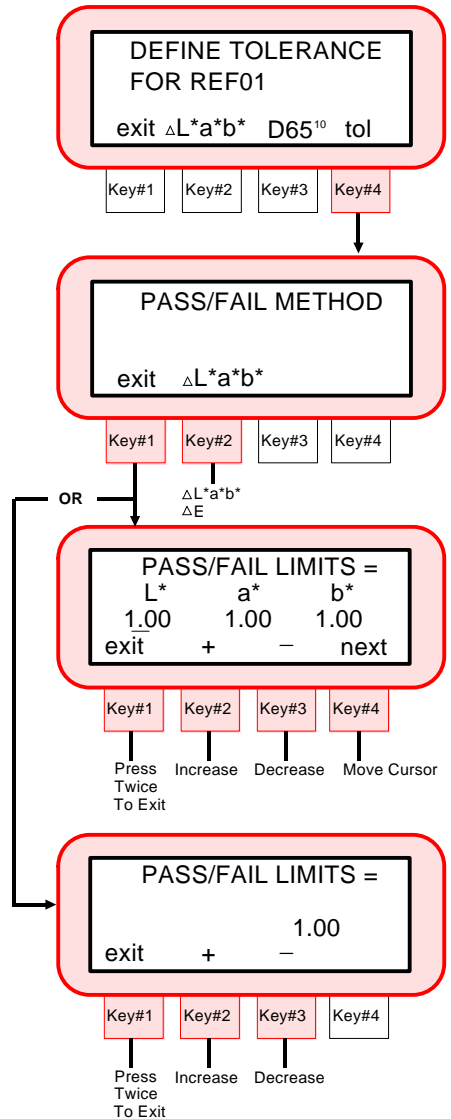 DEFINE TOLERANCE
FOR REF01
exit ΔL*a*b* D65¹⁰ tol
Key#1 Key#2 Key#3 Key#4
PASS/FAIL METHOD
exit ΔL*a*b*
Key#1 Key#2 Key#3 Key#4
ΔL*a*b*
ΔE
OR
PASS/FAIL LIMITS =
L* a* b*
1.00 1.00 1.00
exit + − next
Key#1 Key#2 Key#3 Key#4
Press Increase Decrease Move Cursor
Twice
To Exit
PASS/FAIL LIMITS =
1.00
exit + −
Key#1 Key#2 Key#3 Key#4
Press Increase Decrease
Twice
To Exit